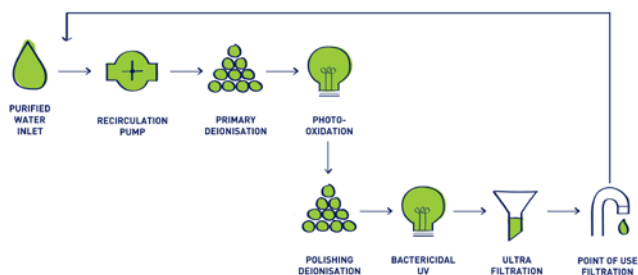 PURIFIED
WATER
INLET
RECIRCULATION
PUMP
PRIMARY
DEIONISATION
PHOTO-
OXIDATION
POLISHING
DEIONISATION
BACTERICIDAL
UV
ULTRA
FILTRATION
POINT OF USE
FILTRATION